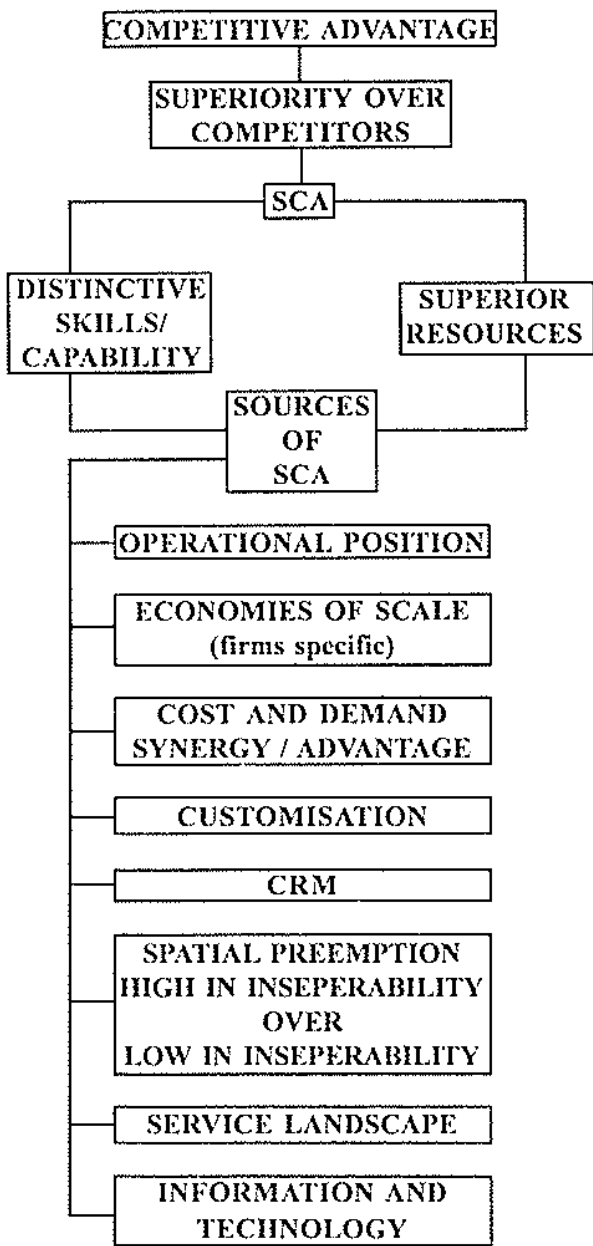 COMPETITIVE ADVANTAGE
SUPERIORITY OVER
COMPETITORS
SCA
DISTINCTIVE
SKILLS/
CAPABILITY
SUPERIOR
RESOURCES
SOURCES
OF
SCA
OPERATIONAL POSITION
ECONOMIES OF SCALE
(firms specific)
COST AND DEMAND
SYNERGY / ADVANTAGE
CUSTOMISATION
CRM
SPATIAL PREEMPTION
HIGH IN INSEPERABILITY
OVER
LOW IN INSEPERABILITY
SERVICE LANDSCAPE
INFORMATION AND
TECHNOLOGY